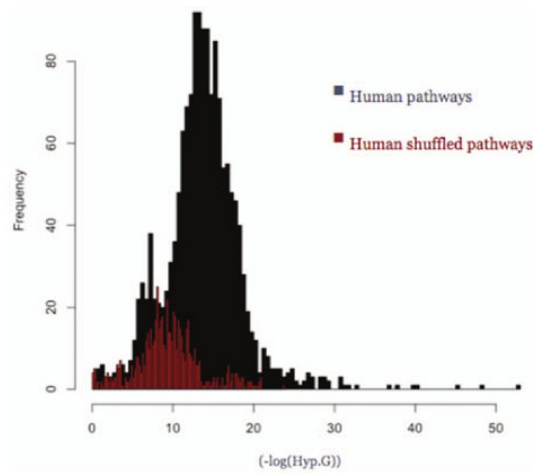 80
60
40
20
0
Frequency
Human pathways
Human shuffled pathways
0 10 20 30 40 50
(-log(Hyp.G))